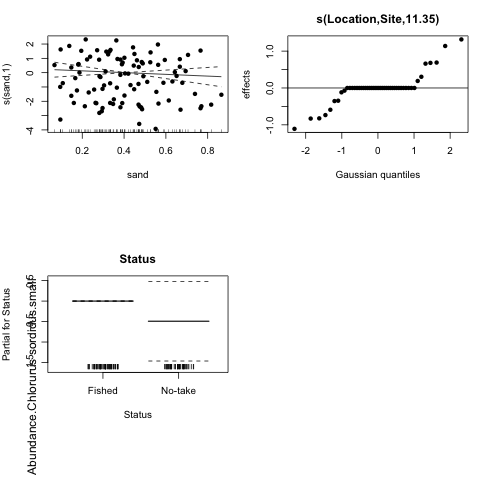 s(sand,1)
2
1
0
-2
-4
0.2
0.4
0.6
0.8
sand
s(Location,Site,11.35)
effects
1.0
0.0
-1.0
-2
-1
0
1
2
Gaussian quantiles
Status
Partial for Status
Abundance.Chlorurus.sordidus.small
Fished
No-take
Status